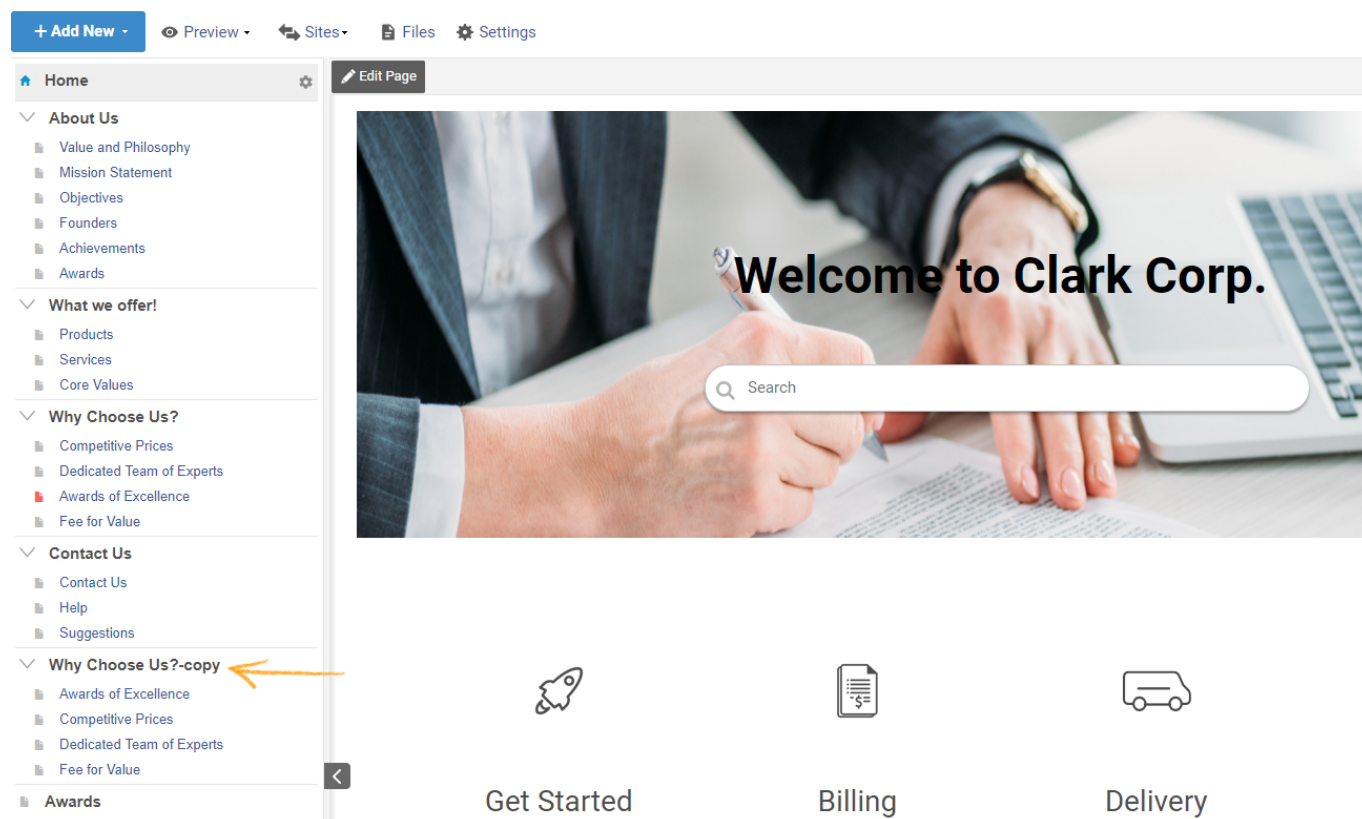 + Add New Preview Sites Files Settings
Home
Edit Page
About Us
Value and Philosophy
Mission Statement
Objectives
Founders
Achievements
Awards
What we offer!
Products
Services
Core Values
Why Choose Us?
Competitive Prices
Dedicated Team of Experts
Awards of Excellence
Fee for Value
Contact Us
Contact Us
Help
Suggestions
Why Choose Us?-copy
Awards of Excellence
Competitive Prices
Dedicated Team of Experts
Fee for Value
Awards
Welcome to Clark Corp.
Search
-$=
Get Started Billing Delivery